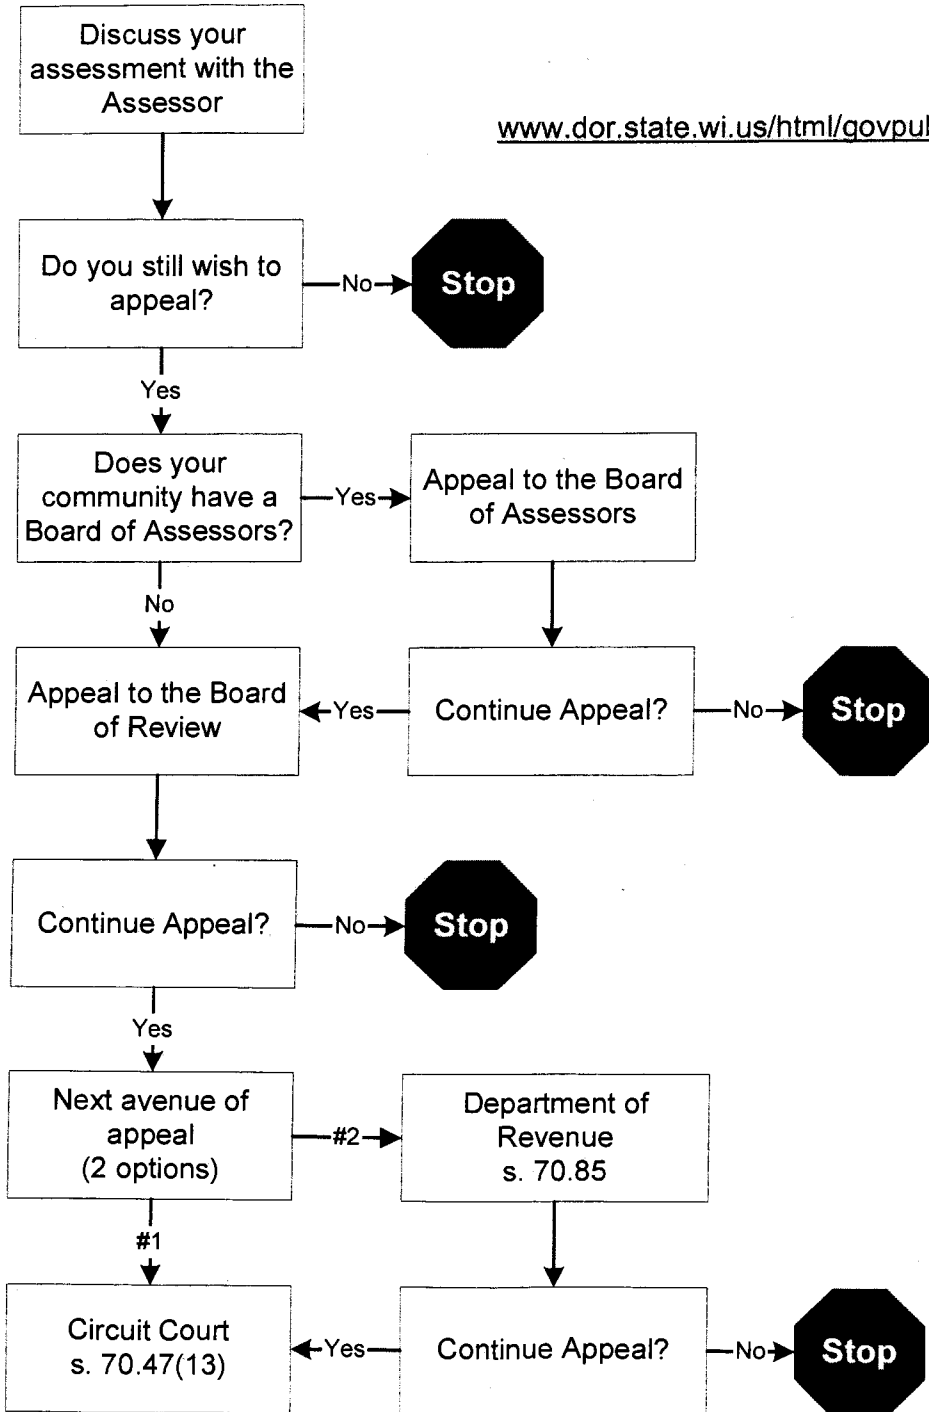 Discuss your
assessment with the
Assessor
www.dor.state.wi.us/html/govpul
Do you still wish to
appeal?
No
Stop
Yes
Does your
community have a
Board of Assessors?
Yes
Appeal to the Board
of Assessors
No
Appeal to the Board
of Review
Yes
Continue Appeal?
No
Stop
Continue Appeal?
No
Stop
Yes
Next avenue of
appeal
(2 options)
#2
Department of
Revenue
s. 70.85
#1
Circuit Court
s. 70.47(13)
Yes
Continue Appeal?
No
Stop